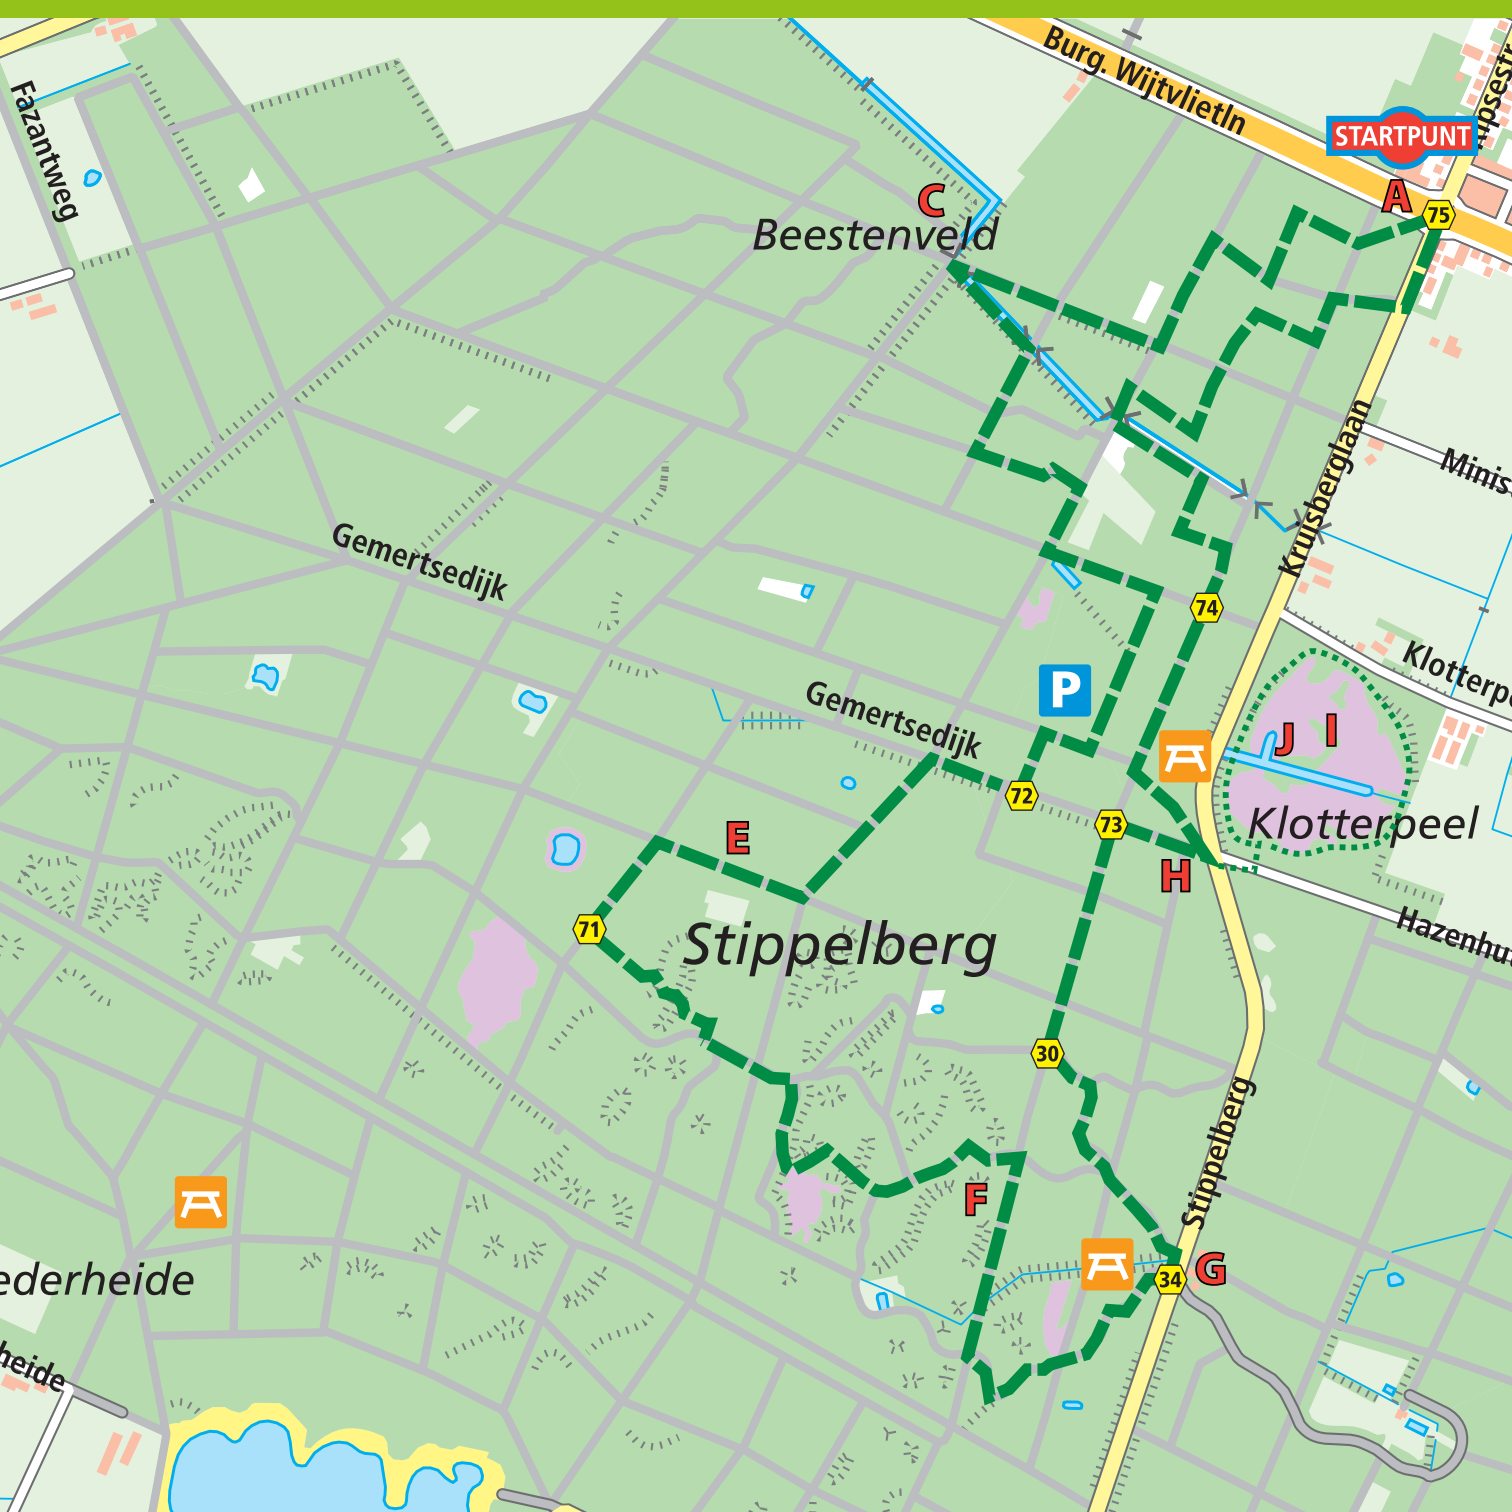 Burg. Wijtvlietln
Fazantweg
STARTPUNT
A
75
C
Beestenveld
Kruisberglaan
Minis
Gemertsedijk
74
Klotterpe
P
Gemertsedijk
J
I
72
73
Klotterpeel
E
H
71
Stippelberg
Hazenhu
30
Stippelberg
F
G
34
ederheide
heide